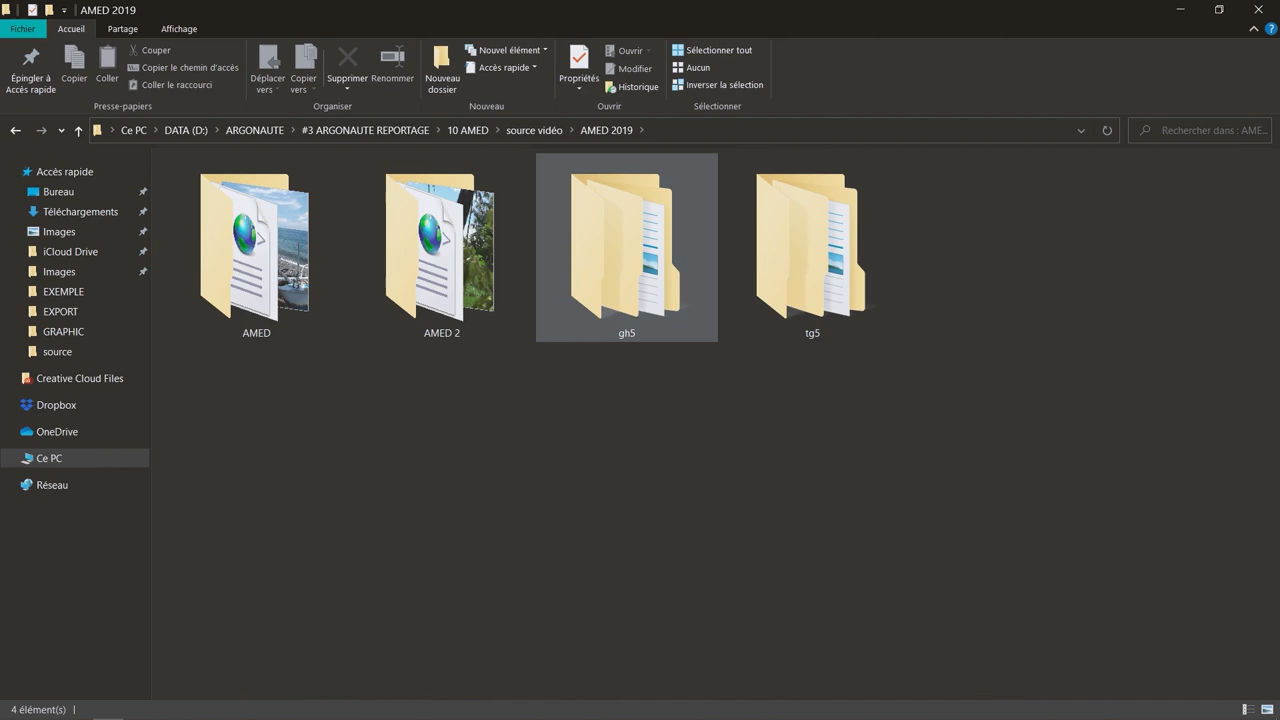 AMED 2019
Fichier Accueil Partage Affichage
Épingler à
Accès rapide
Copier
Coller
Couper
Copier le chemin d'accès
Coller le raccourci
Presse-papiers
Déplacer
vers
Copier
vers
Supprimer
Renommer
Organiser
Nouveau
dossier
Nouvel élément
Accès rapide
Nouveau
Propriétés
Ouvrir
Modifier
Historique
Ouvrir
Sélectionner tout
Aucun
Inverser la sélection
Sélectionner
Ce PC > DATA (D:) > ARGONAUTE > #3 ARGONAUTE REPORTAGE > 10 AMED > source vidéo > AMED 2019 >
Rechercher dans : AME...
Accès rapide
Bureau
Téléchargements
Images
iCloud Drive
Images
EXEMPLE
EXPORT
GRAPHIC
source
Creative Cloud Files
Dropbox
OneDrive
Ce PC
Réseau
AMED
AMED 2
gh5
tg5
4 élément(s)